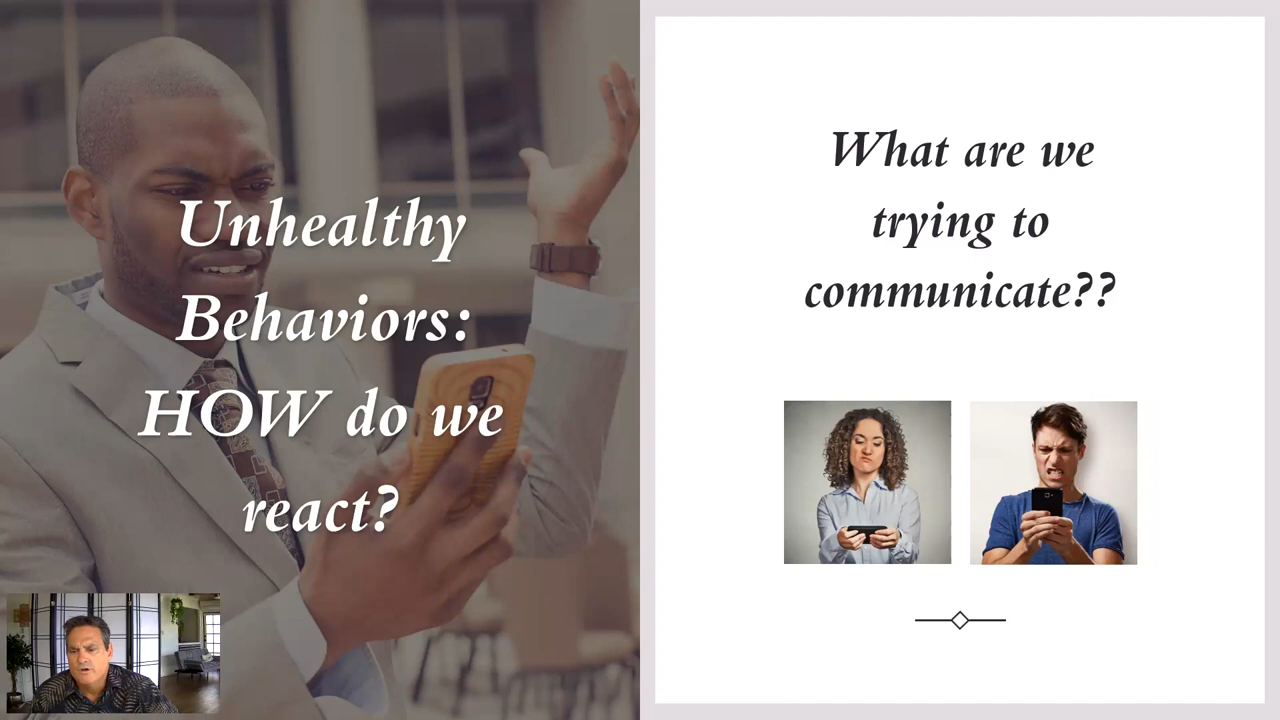 Unhealthy
Behaviors:
HOW do we
react?
What are we
trying to
communicate??